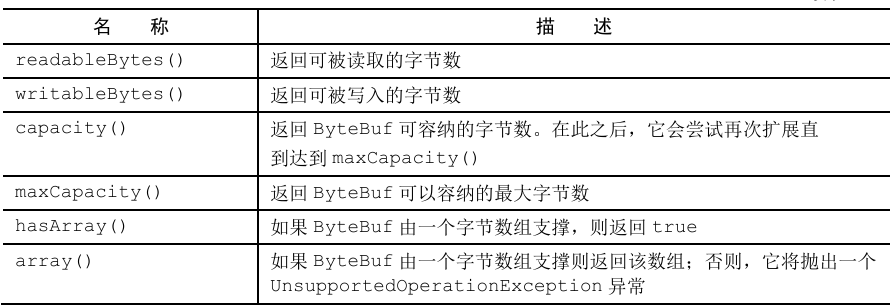 名 称 描 述
readableBytes() 返回可被读取的字节数
writableBytes() 返回可被写入的字节数
capacity() 返回 ByteBuf 可容纳的字节数。在此之后，它会尝试再次扩展直
到达到 maxCapacity()
maxCapacity() 返回 ByteBuf 可以容纳的最大字节数
hasArray() 如果 ByteBuf 由一个字节数组支撑，则返回 true
array() 如果 ByteBuf 由一个字节数组支撑则返回该数组；否则，它将抛出一个
UnsupportedOperationException 异常